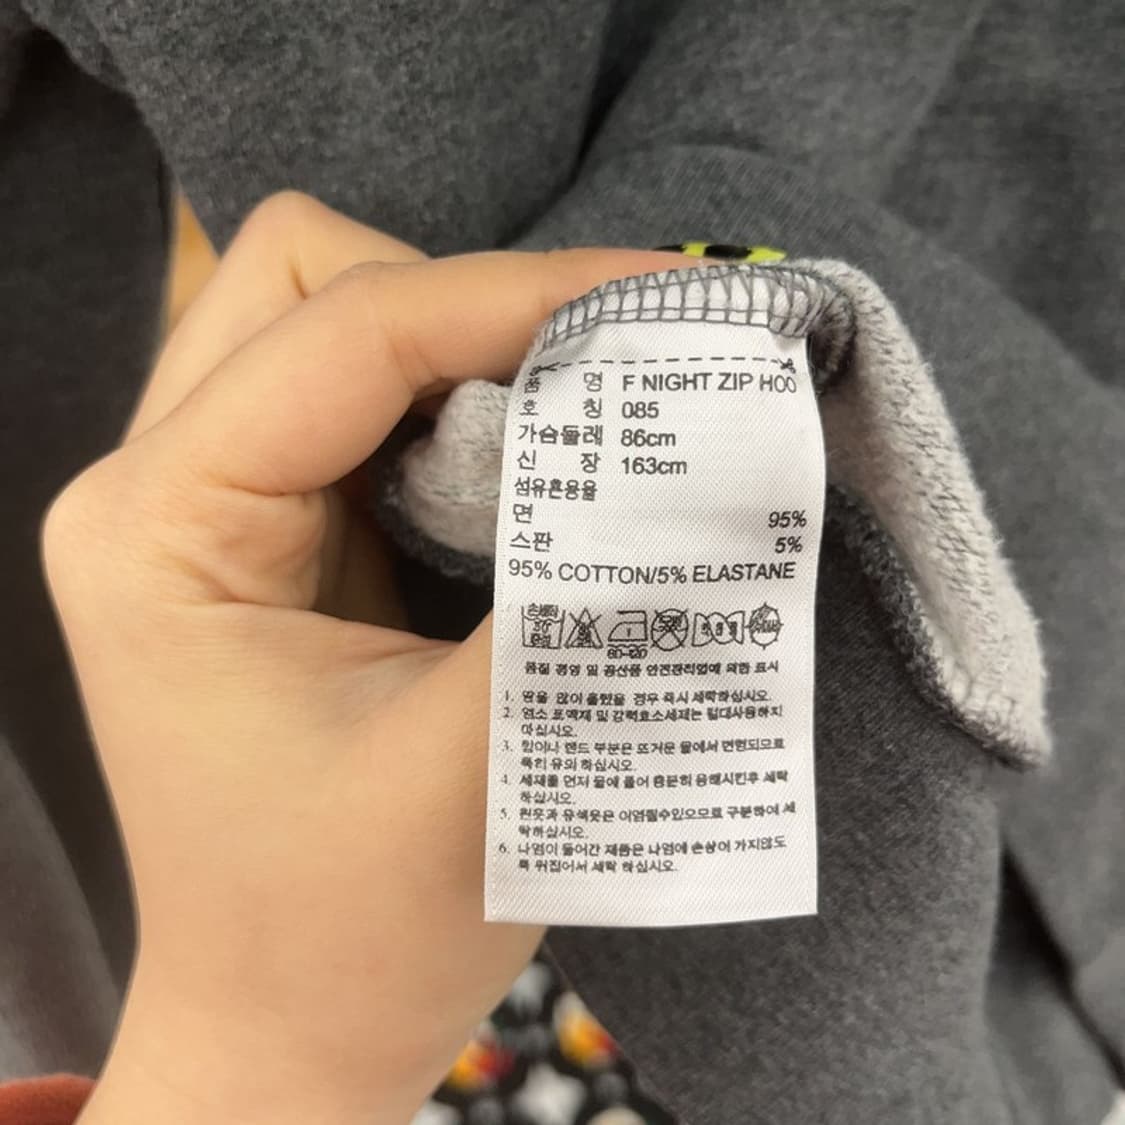 품 명 F NIGHT ZIP HOO
호 칭 085
가슴둘레 86cm
신 장 163cm
섬유혼용율
면 95%
스판 5%
95% COTTON/5% ELASTANE
손세탁
30°
중성
80-120
품질 경영 및 공산품 안전관리법에 의한 표시
1. 땀을 많이 흘렸을 경우 즉시 세탁하십시오.
2. 염소 표백제 및 강력효소세제는 절대사용하지
마십시오.
3. 힘이나 밴드 부분은 뜨거운 물에서 변형되므로
특히 유의 하십시오.
4. 세제를 먼저 물에 풀어 충분히 용해시킨후 세탁
하십시오.
5. 흰옷과 유색옷은 이염될수있으므로 구분하여 세
탁하십시오.
6. 나염이 들어간 제품은 나염에 손상이 가지않도
록 뒤집어서 세탁 하십시오.